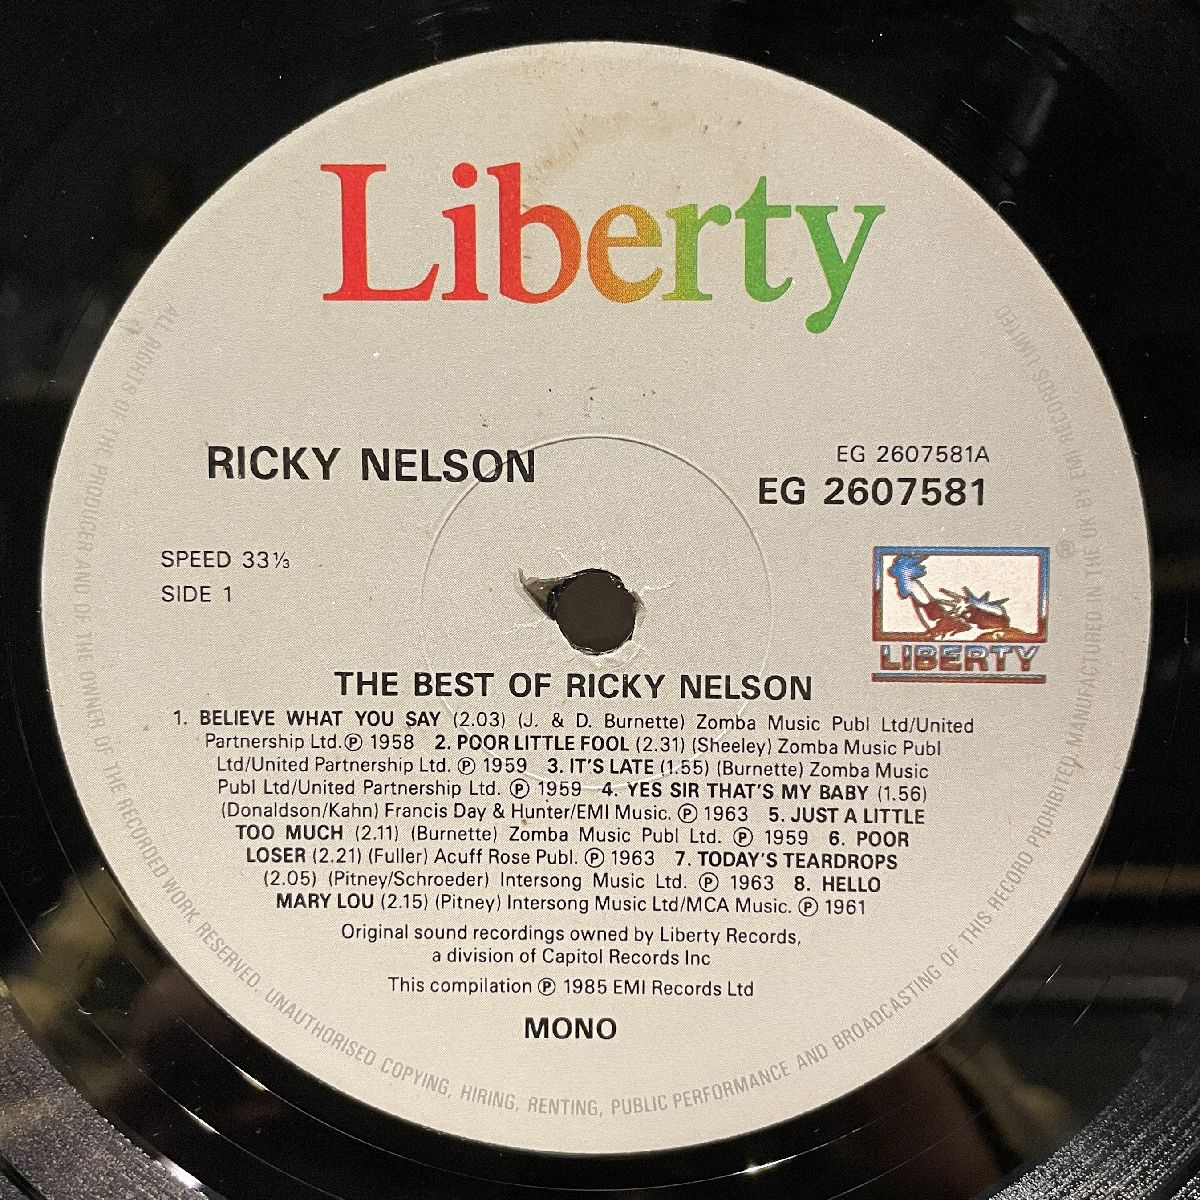 Liberty
RICKY NELSON
EG 2607581A
EG 2607581
SPEED 33⅓
SIDE 1
LIBERTY
THE BEST OF RICKY NELSON
1. BELIEVE WHAT YOU SAY (2.03) (J. & D. Burnette) Zomba Music Publ Ltd/United
Partnership Ltd.℗ 1958 2. POOR LITTLE FOOL (2.31) (Sheeley) Zomba Music Publ
Ltd/United Partnership Ltd. ℗ 1959 3. IT'S LATE (1.55) (Burnette) Zomba Music
Publ Ltd/United Partnership Ltd. ℗ 1959 4. YES SIR THAT'S MY BABY (1.56)
(Donaldson/Kahn) Francis Day & Hunter/EMI Music. ℗ 1963 5. JUST A LITTLE
TOO MUCH (2.11) (Burnette) Zomba Music Publ Ltd. ℗ 1959 6. POOR
LOSER (2.21) (Fuller) Acuff Rose Publ. ℗ 1963 7. TODAY'S TEARDROPS
(2.05) (Pitney/Schroeder) Intersong Music Ltd. ℗ 1963 8. HELLO
MARY LOU (2.15) (Pitney) Intersong Music Ltd/MCA Music. ℗ 1961
Original sound recordings owned by Liberty Records,
a division of Capitol Records Inc
This compilation ℗ 1985 EMI Records Ltd
MONO
ALL RIGHTS OF THE PRODUCER AND OF THE OWNER OF THE RECORDED WORK RESERVED. UNAUTHORISED COPYING, HIRING, RENTING, PUBLIC PERFORMANCE AND BROADCASTING OF THIS RECORD PROHIBITED MANUFACTURED IN THE UK BY EMI RECORDS LIMITED
®